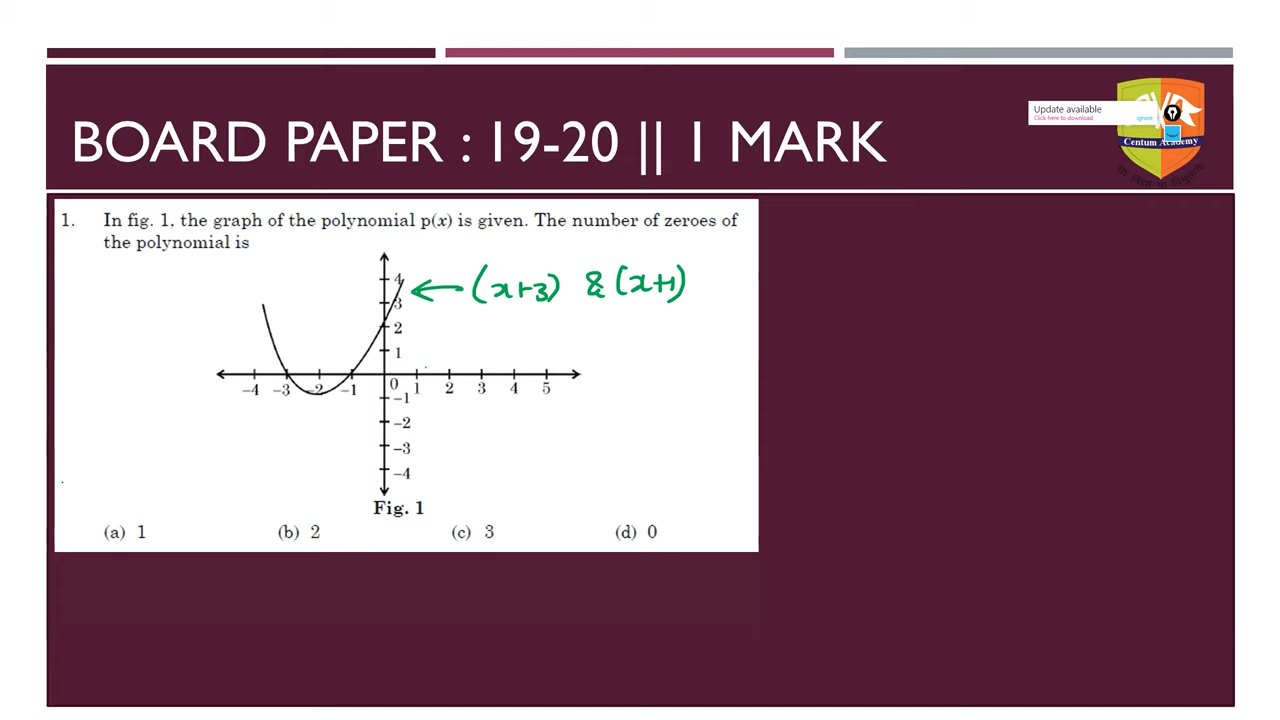 BOARD PAPER : 19-20 || 1 MARK
Update available
Click here to download
ignore
Centum Academy
1. In fig. 1, the graph of the polynomial p(x) is given. The number of zeroes of
the polynomial is
4
(x+3) & (x+1)
3
2
1
-4 -3 -2 -1 0 1 2 3 4 5
-1
-2
-3
-4
Fig. 1
(a) 1 (b) 2 (c) 3 (d) 0